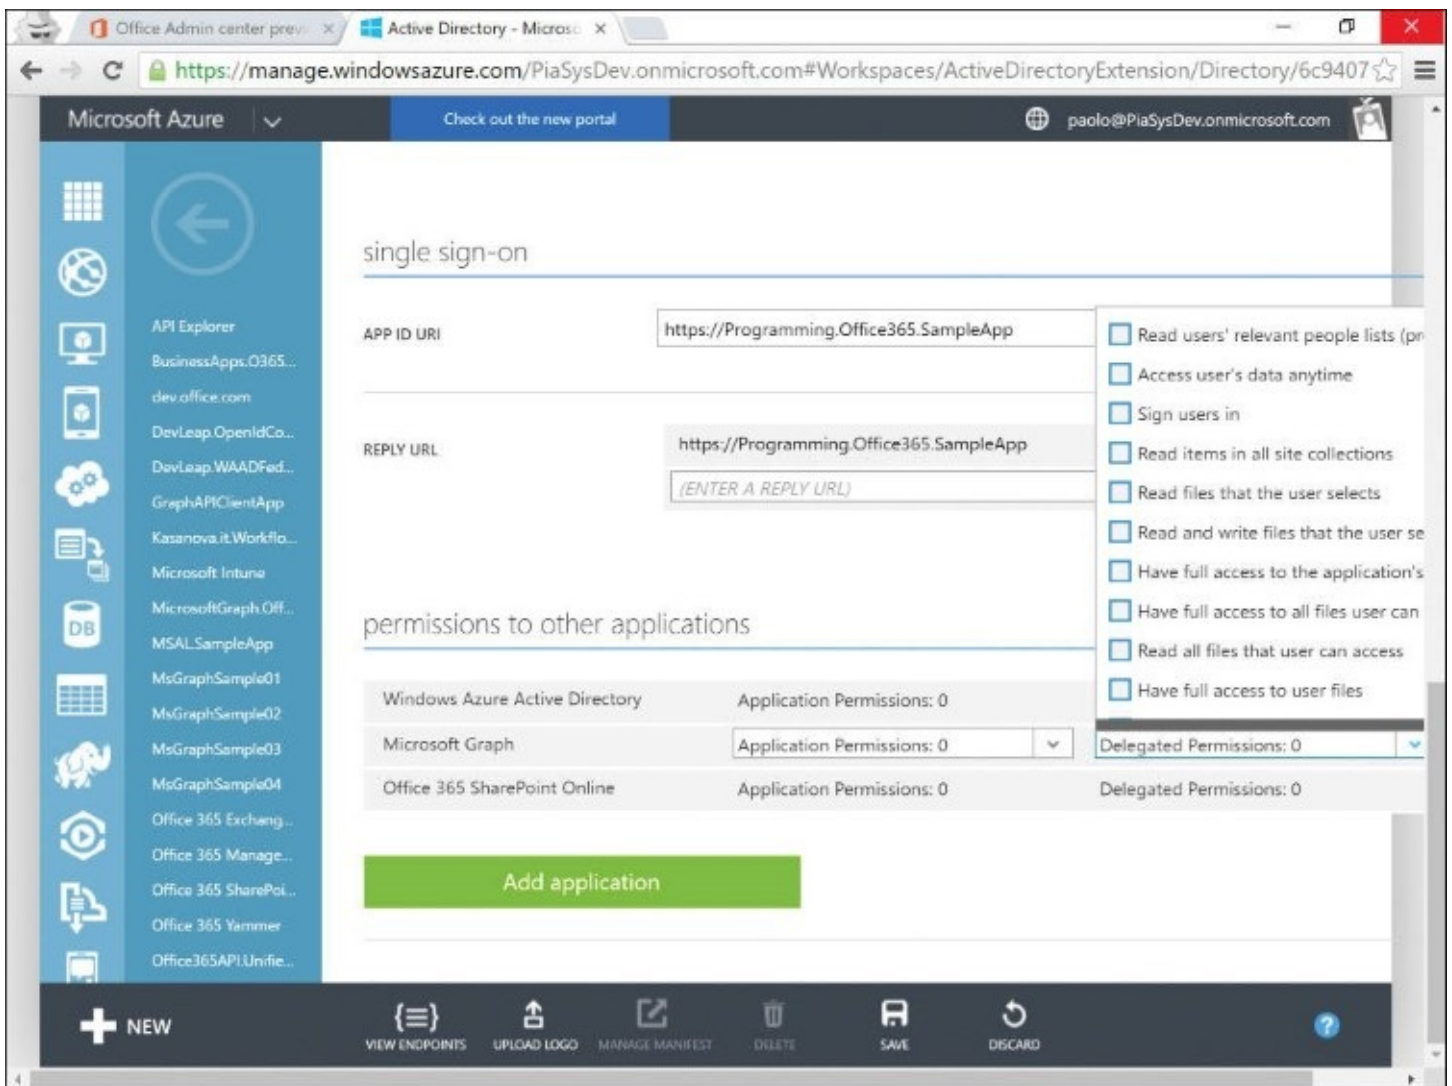 Office Admin center prev
Active Directory - Micros
https://manage.windowsazure.com/PiaSysDev.onmicrosoft.com#Workspaces/ActiveDirectoryExtension/Directory/6c9407
Microsoft Azure
Check out the new portal
paolo@PiaSysDev.onmicrosoft.com
API Explorer
BusinessApps.O365...
dev.office.com
DevLeap.OpenIdCo...
DevLeap.WAADFed...
GraphAPIClientApp
Kasanova.it.Workflo...
Microsoft Intune
MicrosoftGraph.Off...
MSAL.SampleApp
MsGraphSample01
MsGraphSample02
MsGraphSample03
MsGraphSample04
Office 365 Exchang...
Office 365 Manage...
Office 365 SharePoi...
Office 365 Yammer
Office365API.Unifie...
DB
single sign-on
APP ID URI
https://Programming.Office365.SampleApp
REPLY URL
https://Programming.Office365.SampleApp
(ENTER A REPLY URL)
Read users' relevant people lists (pr
Access user's data anytime
Sign users in
Read items in all site collections
Read files that the user selects
Read and write files that the user se
Have full access to the application's
Have full access to all files user can
Read all files that user can access
Have full access to user files
permissions to other applications
Windows Azure Active Directory Application Permissions: 0
Microsoft Graph Application Permissions: 0 Delegated Permissions: 0
Office 365 SharePoint Online Application Permissions: 0 Delegated Permissions: 0
Add application
NEW
VIEW ENDPOINTS
UPLOAD LOGO
MANAGE MANIFEST
DELETE
SAVE
DISCARD
?